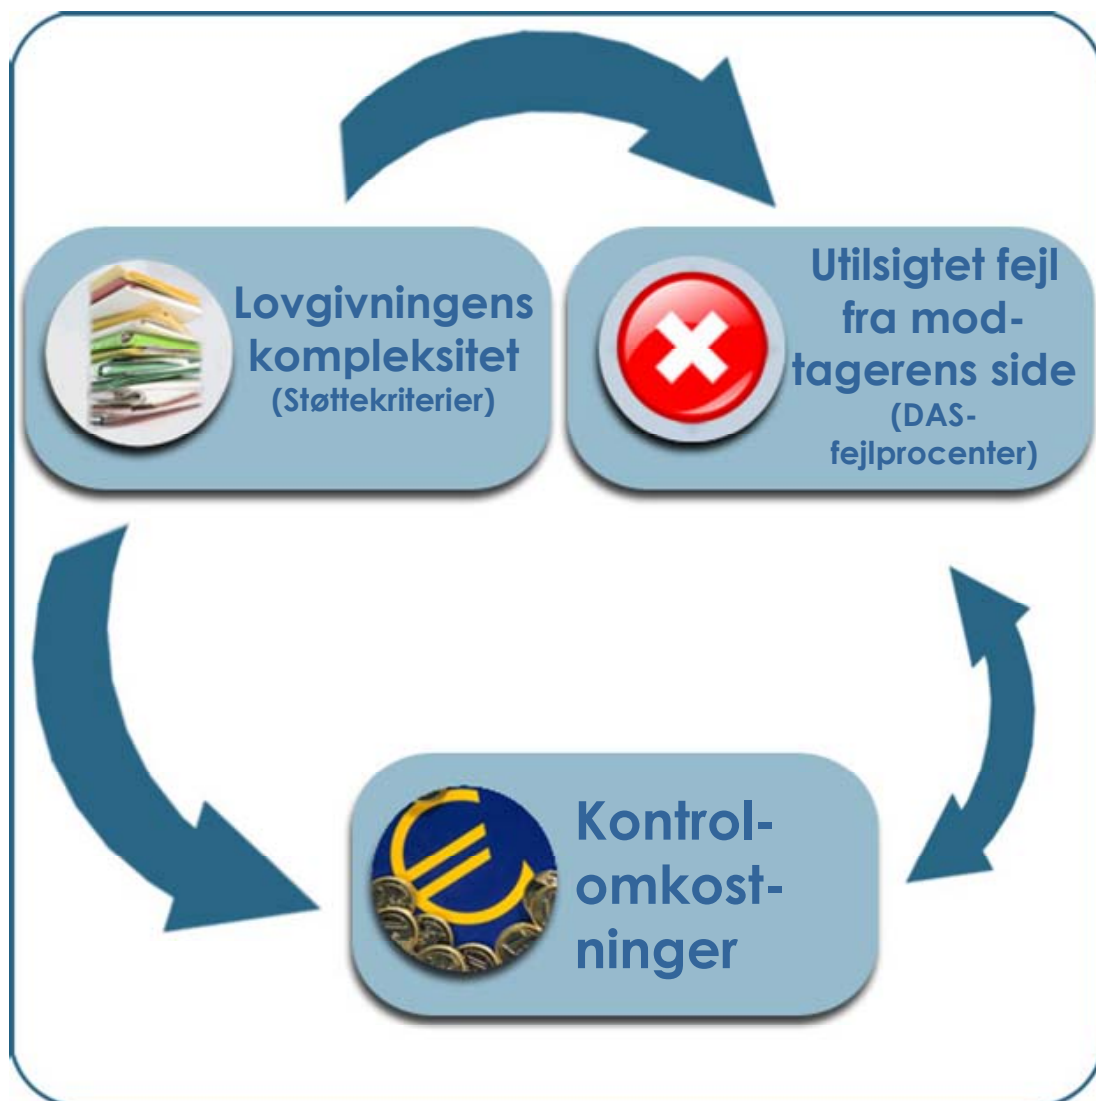 Lovgivningens
kompleksitet
(Støttekriterier)
Utilsigtet fejl
fra mod-
tagerens side
(DAS-
fejlprocenter)
Kontrol-
omkost-
ninger